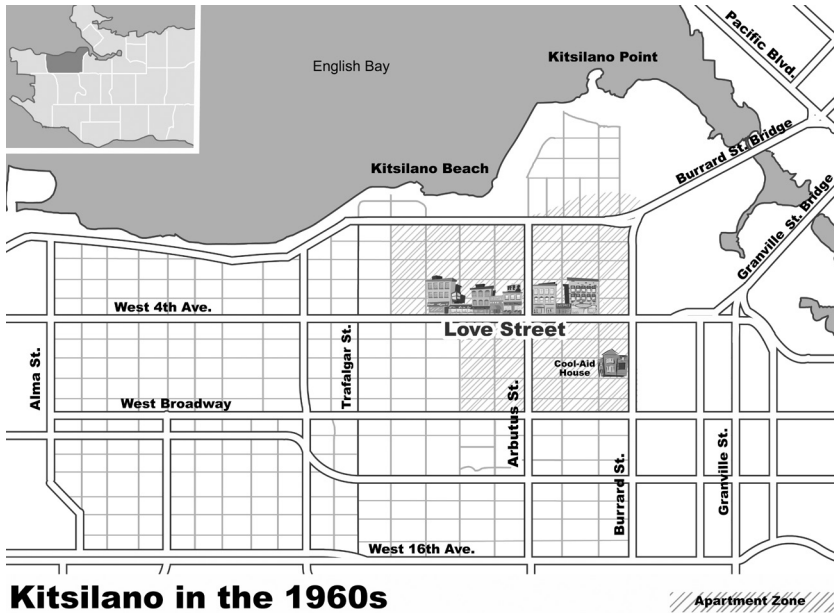 Pacific Blvd.
Kitsilano Point
English Bay
Burrard St. Bridge
Kitsilano Beach
Granville St. Bridge
West 4th Ave.
Love Street
Alma St.
Trafalgar St.
Cool-Aid
House
West Broadway
Arbutus St.
Burrard St.
Granville St.
West 16th Ave.
Kitsilano in the 1960s
Apartment Zone